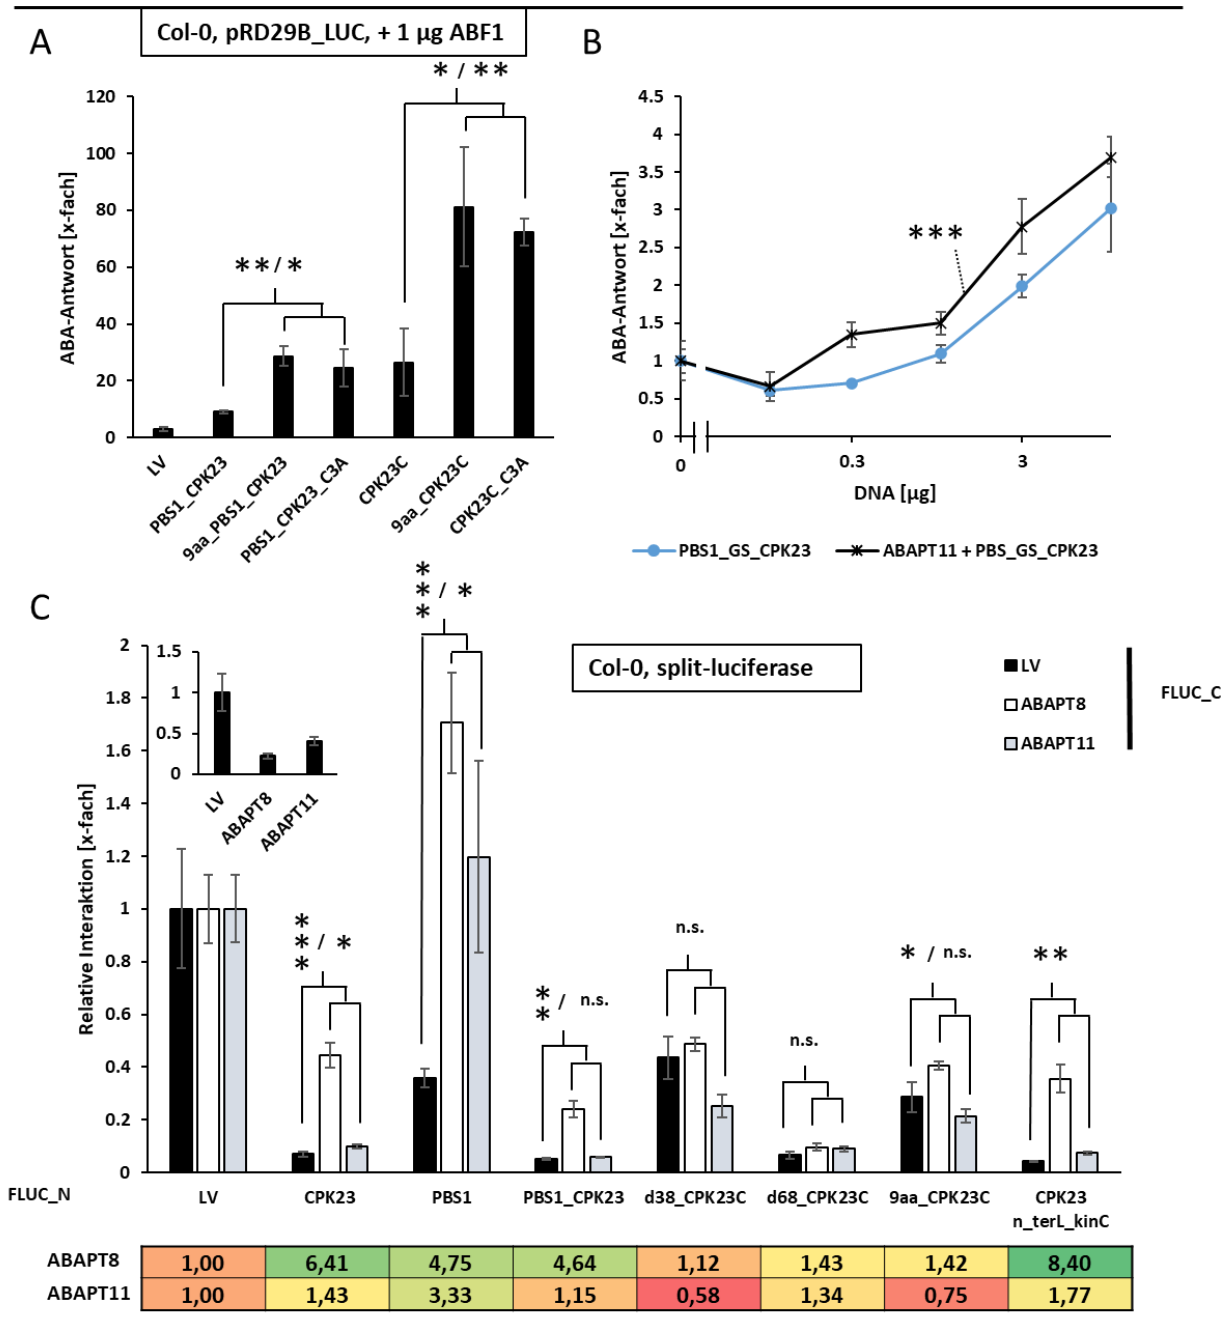 A
Col-0, pRD29B_LUC, + 1 µg ABF1
B
* / **
**/*
120
100
80
60
40
20
0
ABA-Antwort [x-fach]
LV
PBS1_CPK23
9aa_PBS1_CPK23
PBS1_CPK23_C3A
CPK23C
9aa_CPK23C
CPK23C_C3A
4.5
4
3.5
3
2.5
2
1.5
1
0.5
0
ABA-Antwort [x-fach]
***
0
0.3
3
DNA [µg]
PBS1_GS_CPK23
ABAPT11 + PBS_GS_CPK23
C
Col-0, split-luciferase
LV
ABAPT8
ABAPT11
FLUC_C
2
1.8
1.6
1.4
1.2
1
0.8
0.6
0.4
0.2
0
Relative Interaktion [x-fach]
1.5
1
0.5
0
LV
ABAPT8
ABAPT11
*** / *
*** / *
** / n.s.
n.s.
n.s.
* / n.s.
**
FLUC_N
LV
CPK23
PBS1
PBS1_CPK23
d38_CPK23C
d68_CPK23C
9aa_CPK23C
CPK23
n_terL_kinC
ABAPT8 1,00 6,41 4,75 4,64 1,12 1,43 1,42 8,40
ABAPT11 1,00 1,43 3,33 1,15 0,58 1,34 0,75 1,77